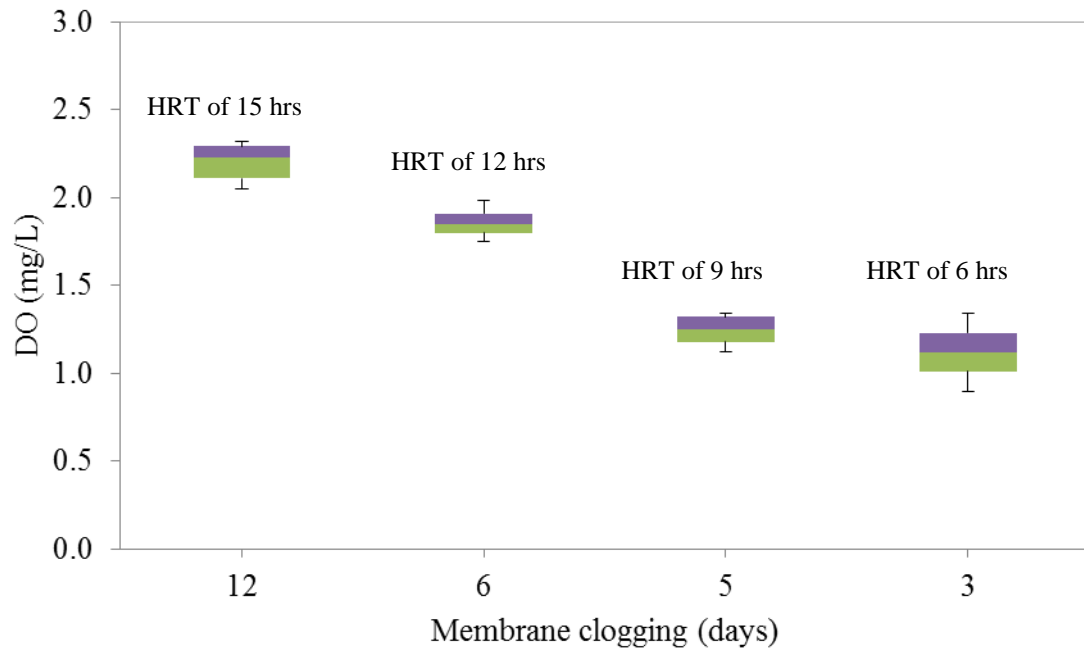 3.0
2.5
2.0
1.5
1.0
0.5
0.0
DO (mg/L)
HRT of 15 hrs
HRT of 12 hrs
HRT of 9 hrs
HRT of 6 hrs
12 6 5 3
Membrane clogging (days)